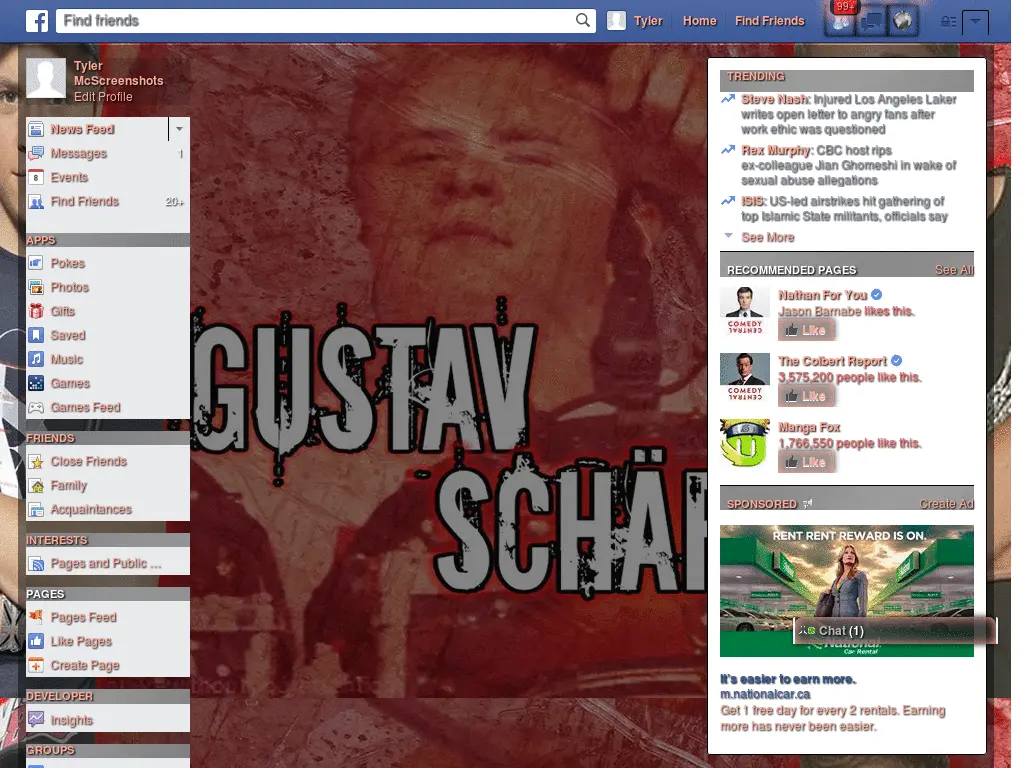 Find friends
Tyler
Home
Find Friends
99+
Tyler
McScreenshots
Edit Profile
News Feed
Messages 1
Events
Find Friends 20+
APPS
Pokes
Photos
Gifts
Saved
Music
Games
Games Feed
FRIENDS
Close Friends
Family
Acquaintances
INTERESTS
Pages and Public ...
PAGES
Pages Feed
Like Pages
Create Page
DEVELOPER
Insights
GROUPS
GUSTAV
SCHÄF
TRENDING
Steve Nash: Injured Los Angeles Laker
writes open letter to angry fans after
work ethic was questioned
Rex Murphy: CBC host rips
ex-colleague Jian Ghomeshi in wake of
sexual abuse allegations
ISIS: US-led airstrikes hit gathering of
top Islamic State militants, officials say
See More
RECOMMENDED PAGES See All
COMEDY
CENTRAL
Nathan For You
Jason Barnabe likes this.
Like
COMEDY
CENTRAL
The Colbert Report
3,575,200 people like this.
Like
Manga Fox
1,766,550 people like this.
Like
SPONSORED Create Ad
RENT RENT REWARD IS ON.
Chat (1)
National
Car Rental
It's easier to earn more.
m.nationalcar.ca
Get 1 free day for every 2 rentals. Earning
more has never been easier.